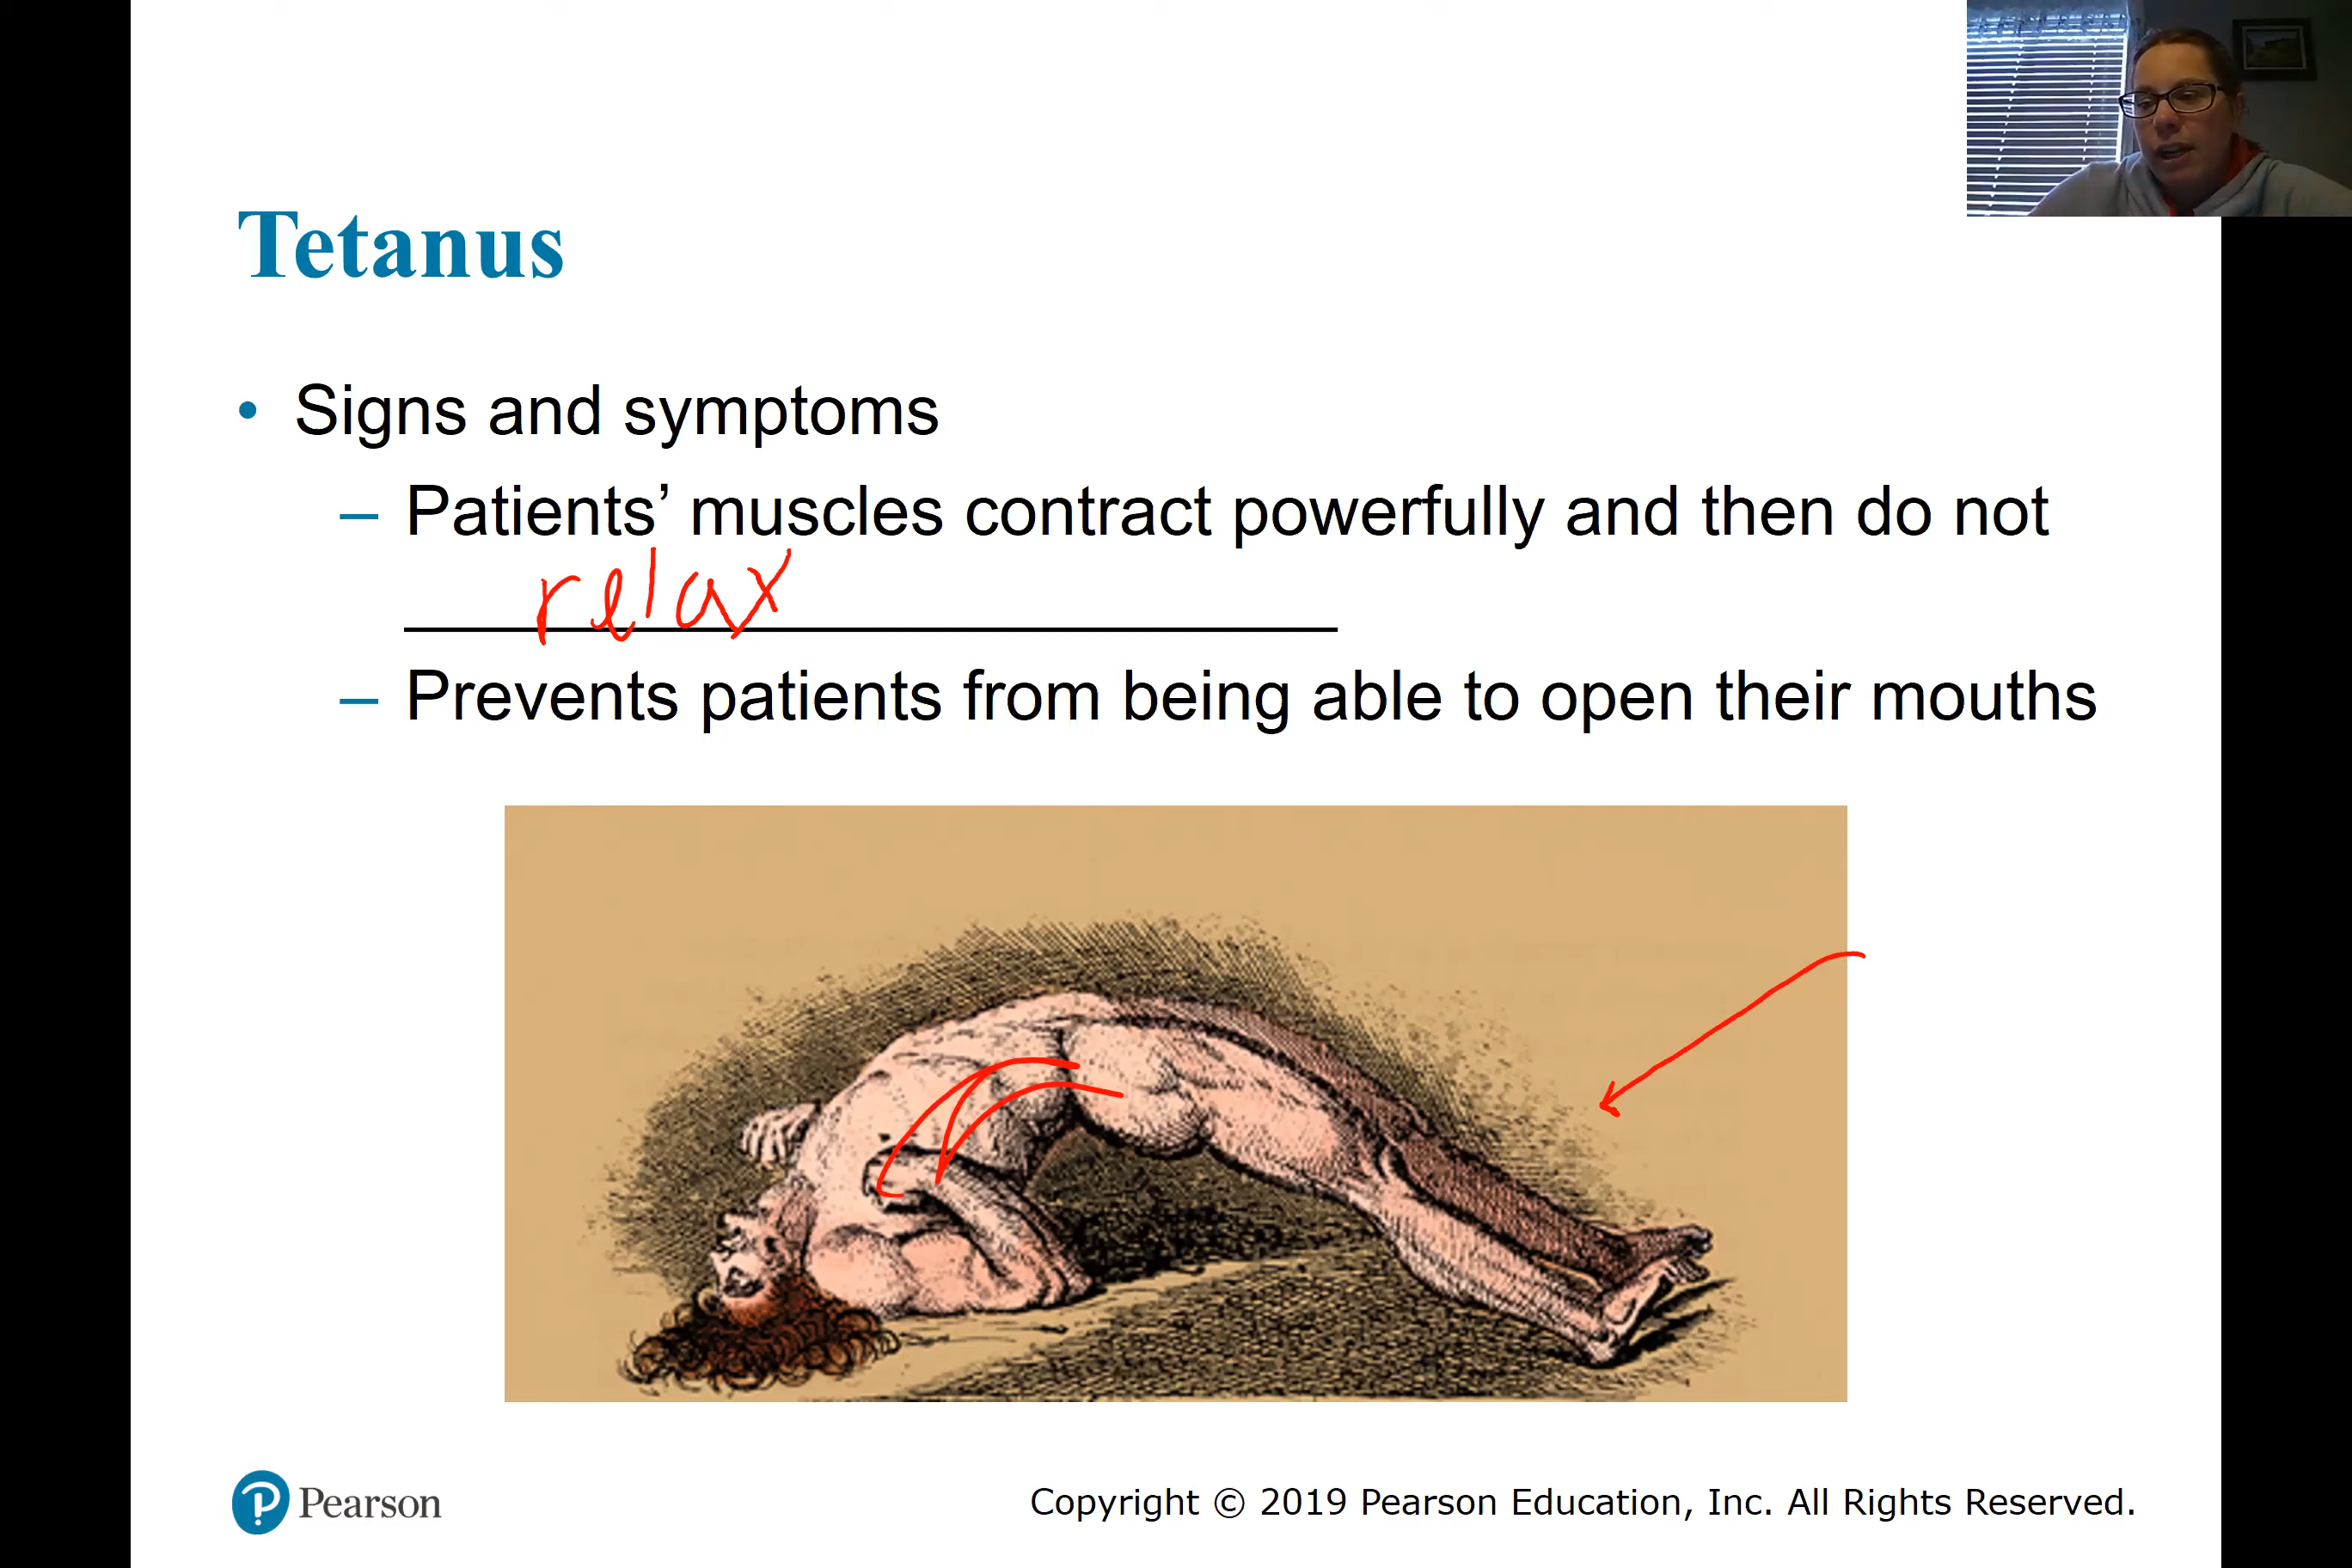 Tetanus
• Signs and symptoms
– Patients’ muscles contract powerfully and then do not
relax
– Prevents patients from being able to open their mouths
Pearson
Copyright © 2019 Pearson Education, Inc. All Rights Reserved.